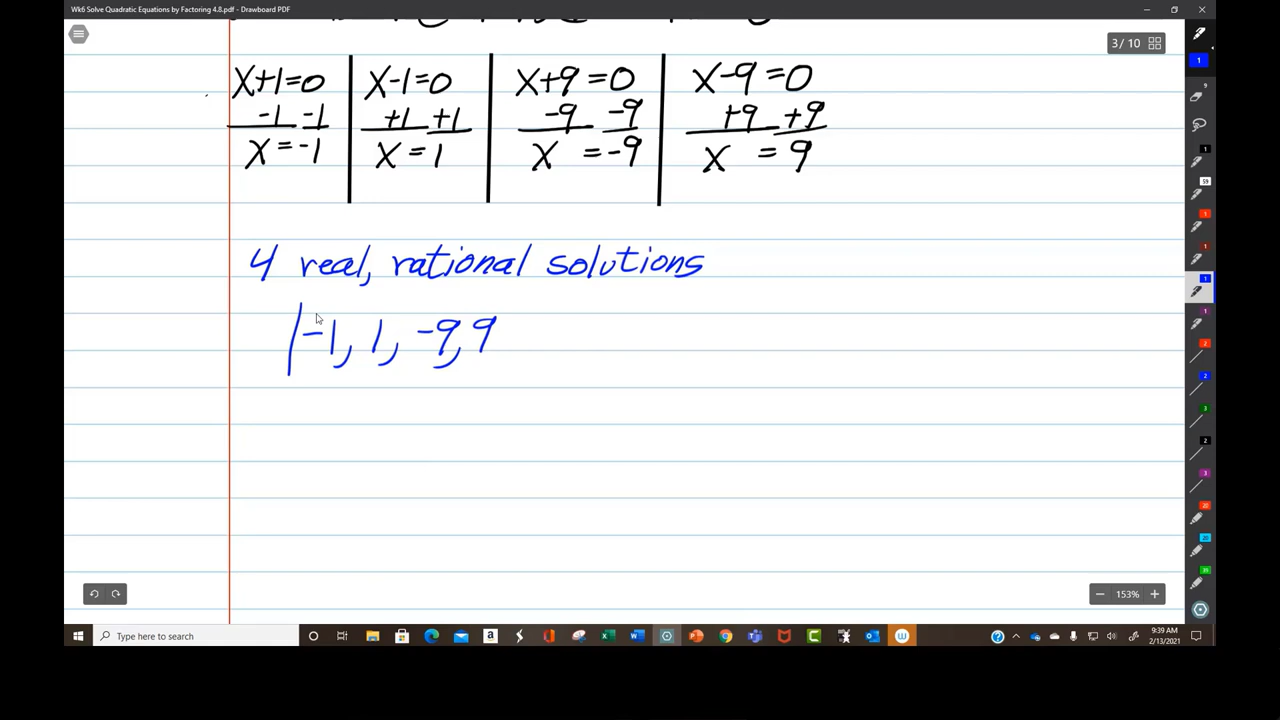 Wk6 Solve Quadratic Equations by Factoring 4.8.pdf - Drawboard PDF
3 / 10
x+1=0 x-1=0 x+9=0 x-9=0
-1 -1 +1 +1 -9 -9 +9 +9
x=-1 x=1 x=-9 x=9
4 real, rational solutions
-1, 1, -9, 9
153%
Type here to search
9:39 AM
2/13/2021